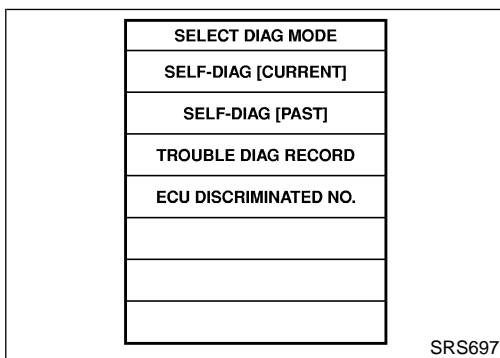 SELECT DIAG MODE
SELF-DIAG [CURRENT]
SELF-DIAG [PAST]
TROUBLE DIAG RECORD
ECU DISCRIMINATED NO.
SRS697